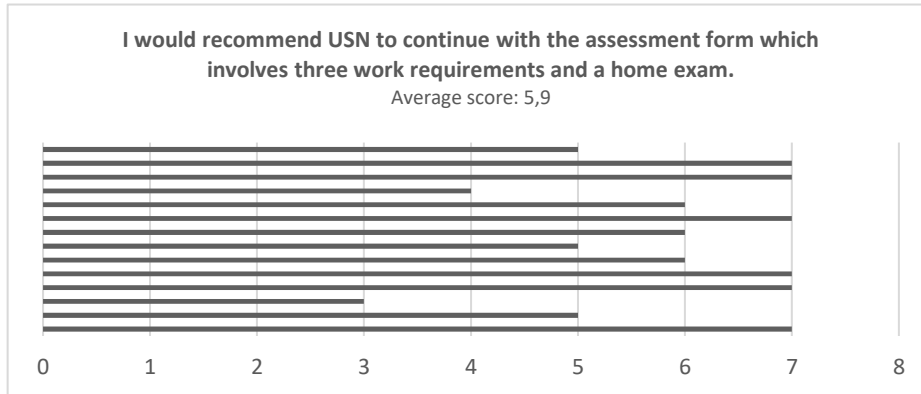 I would recommend USN to continue with the assessment form which
involves three work requirements and a home exam.
Average score: 5,9
0 1 2 3 4 5 6 7 8